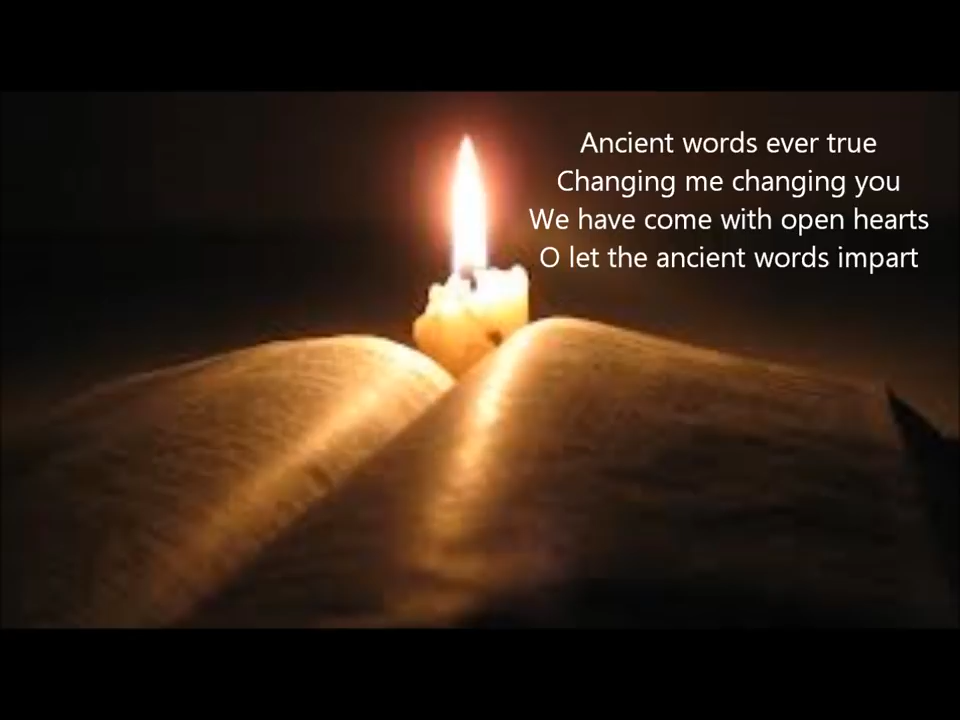 Ancient words ever true
Changing me changing you
We have come with open hearts
O let the ancient words impart